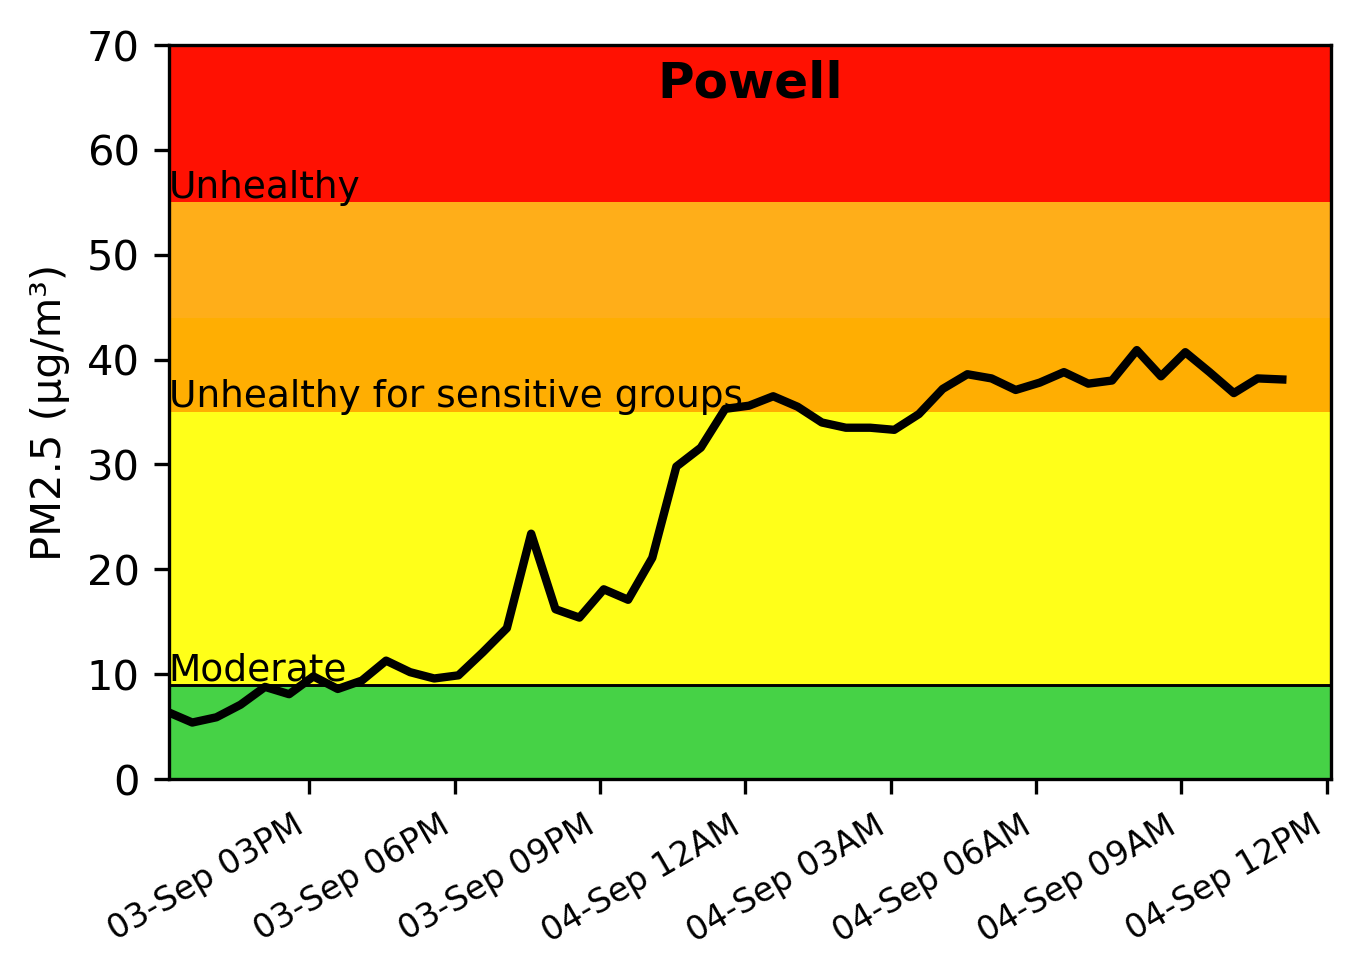 Powell
70
60
50
40
30
20
10
0
PM2.5 (µg/m³)
Unhealthy
Unhealthy for sensitive groups
Moderate
03-Sep 03PM
03-Sep 06PM
03-Sep 09PM
04-Sep 12AM
04-Sep 03AM
04-Sep 06AM
04-Sep 09AM
04-Sep 12PM